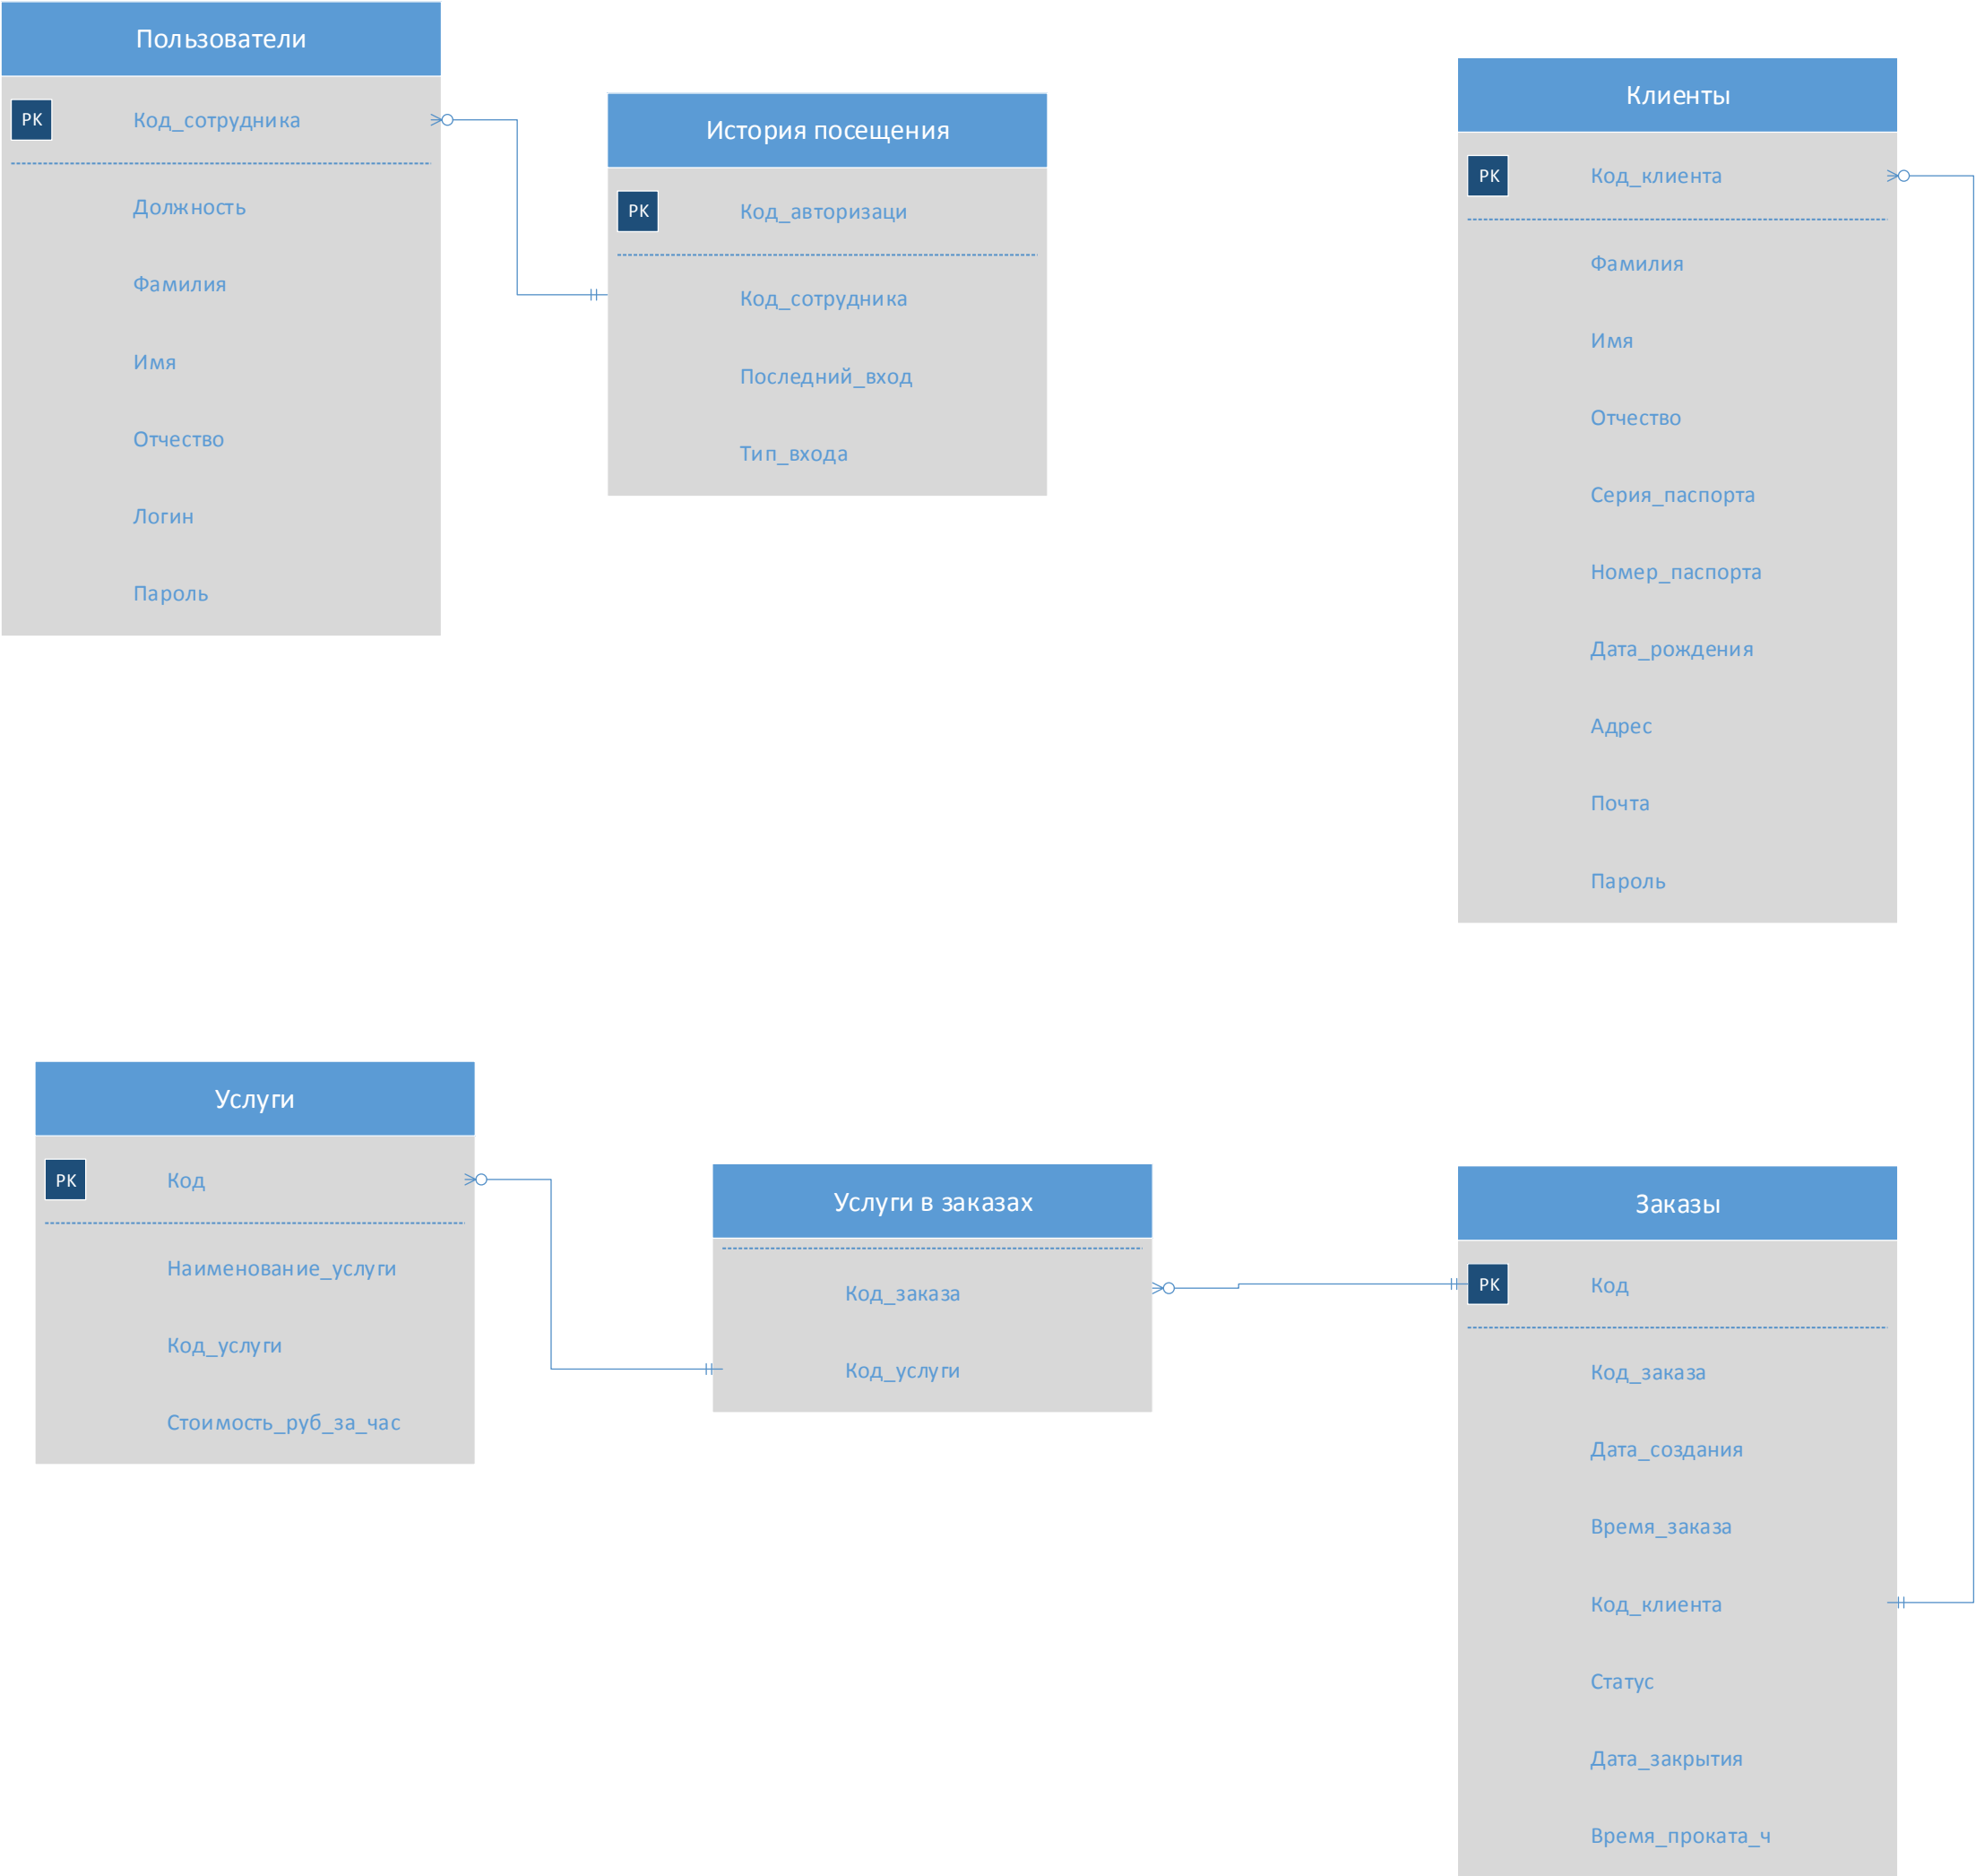 Пользователи
PK
Код_сотрудника
Должность
Фамилия
Имя
Отчество
Логин
Пароль
История посещения
PK
Код_авторизаци
Код_сотрудника
Последний_вход
Тип_входа
Клиенты
PK
Код_клиента
Фамилия
Имя
Отчество
Серия_паспорта
Номер_паспорта
Дата_рождения
Адрес
Почта
Пароль
Услуги
PK
Код
Наименование_услуги
Код_услуги
Стоимость_руб_за_час
Услуги в заказах
Код_заказа
Код_услуги
Заказы
PK
Код
Код_заказа
Дата_создания
Время_заказа
Код_клиента
Статус
Дата_закрытия
Время_проката_ч